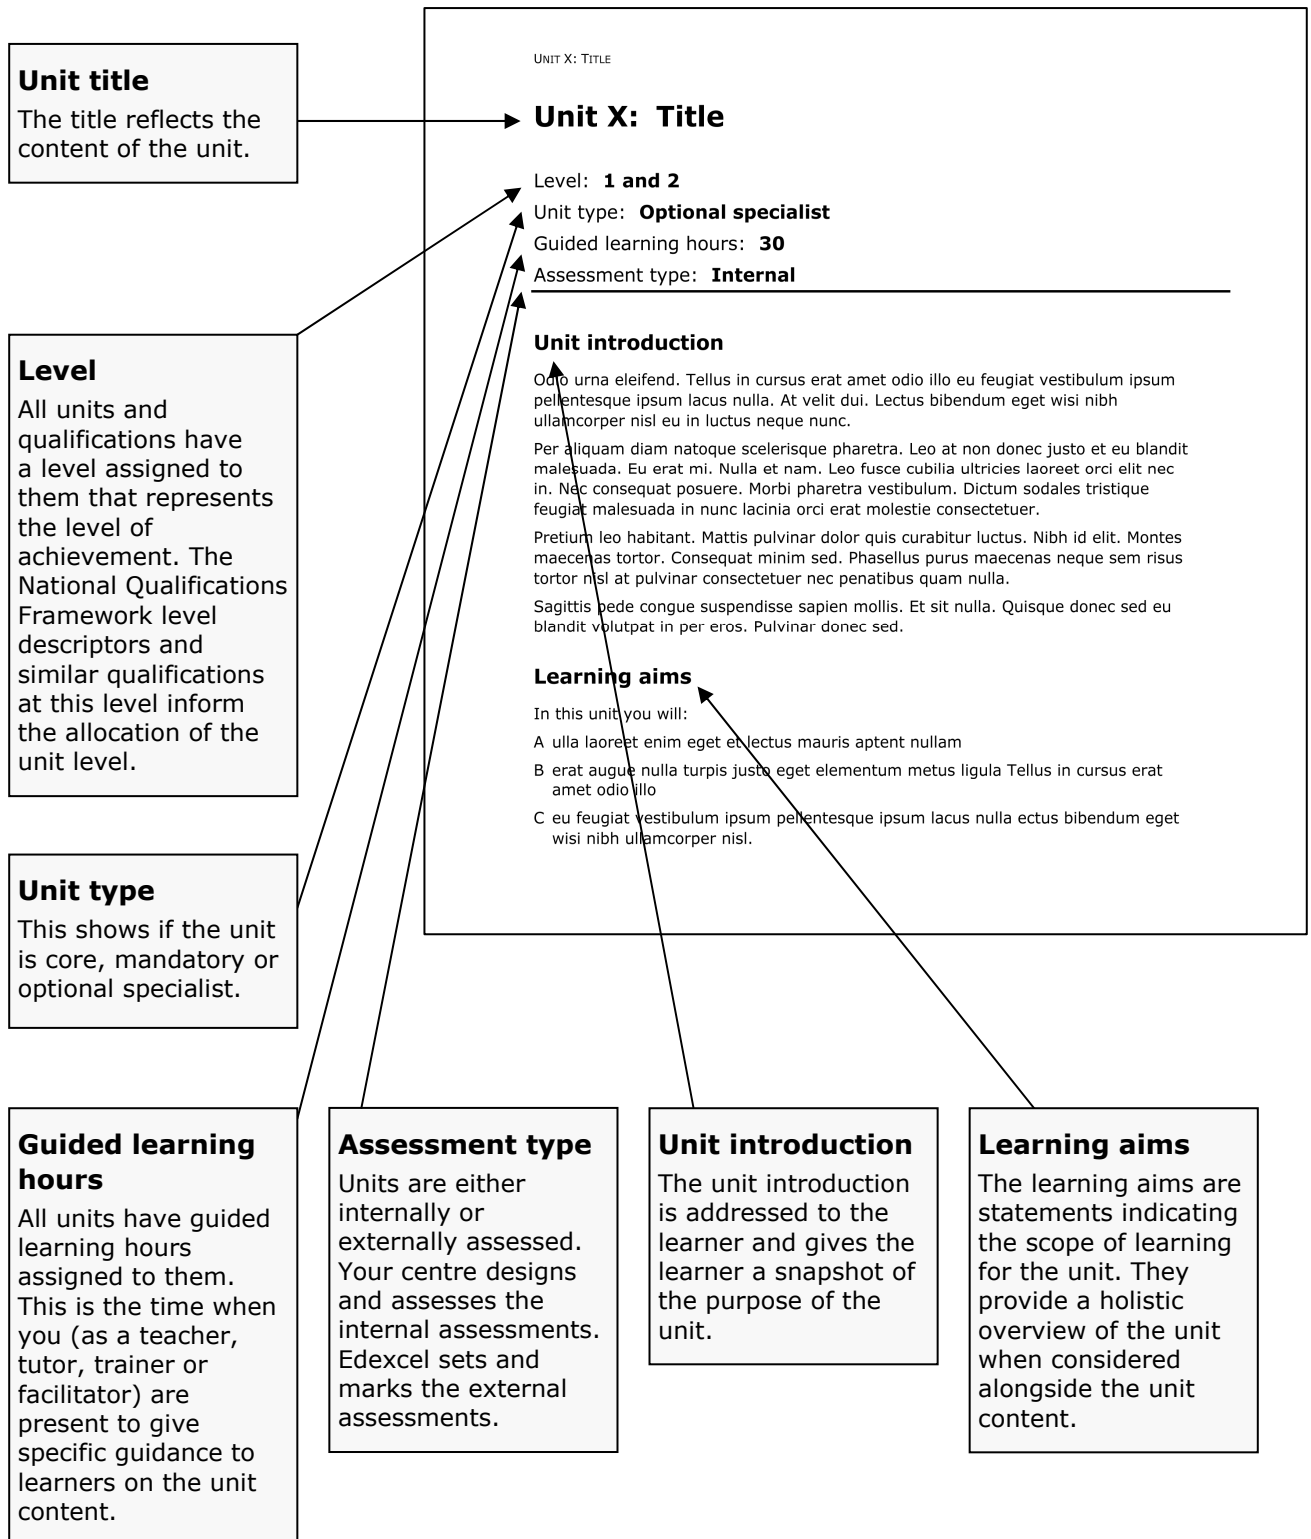 UNIT X: TITLE
Unit title
The title reflects the
content of the unit.
Unit X: Title
Level: 1 and 2
Unit type: Optional specialist
Guided learning hours: 30
Assessment type: Internal
Unit introduction
Odio urna eleifend. Tellus in cursus erat amet odio illo eu feugiat vestibulum ipsum
pellentesque ipsum lacus nulla. At velit dui. Lectus bibendum eget wisi nibh
ullamcorper nisl eu in luctus neque nunc.
Per aliquam diam natoque scelerisque pharetra. Leo at non donec justo et eu blandit
malesuada. Eu erat mi. Nulla et nam. Leo fusce cubilia ultricies laoreet orci elit nec
in. Nec consequat posuere. Morbi pharetra vestibulum. Dictum sodales tristique
feugiat malesuada in nunc lacinia orci erat molestie consectetuer.
Pretium leo habitant. Mattis pulvinar dolor quis curabitur luctus. Nibh id elit. Montes
maecenas tortor. Consequat minim sed. Phasellus purus maecenas neque sem risus
tortor nisl at pulvinar consectetuer nec penatibus quam nulla.
Sagittis pede congue suspendisse sapien mollis. Et sit nulla. Quisque donec sed eu
blandit volutpat in per eros. Pulvinar donec sed.
Learning aims
In this unit you will:
A ulla laoreet enim eget et lectus mauris aptent nullam
B erat augue nulla turpis justo eget elementum metus ligula Tellus in cursus erat
amet odio illo
C eu feugiat vestibulum ipsum pellentesque ipsum lacus nulla ectus bibendum eget
wisi nibh ullamcorper nisl.
Level
All units and
qualifications have
a level assigned to
them that represents
the level of
achievement. The
National Qualifications
Framework level
descriptors and
similar qualifications
at this level inform
the allocation of the
unit level.
Unit type
This shows if the unit
is core, mandatory or
optional specialist.
Guided learning
hours
All units have guided
learning hours
assigned to them.
This is the time when
you (as a teacher,
tutor, trainer or
facilitator) are
present to give
specific guidance to
learners on the unit
content.
Assessment type
Units are either
internally or
externally assessed.
Your centre designs
and assesses the
internal assessments.
Edexcel sets and
marks the external
assessments.
Unit introduction
The unit introduction
is addressed to the
learner and gives the
learner a snapshot of
the purpose of the
unit.
Learning aims
The learning aims are
statements indicating
the scope of learning
for the unit. They
provide a holistic
overview of the unit
when considered
alongside the unit
content.